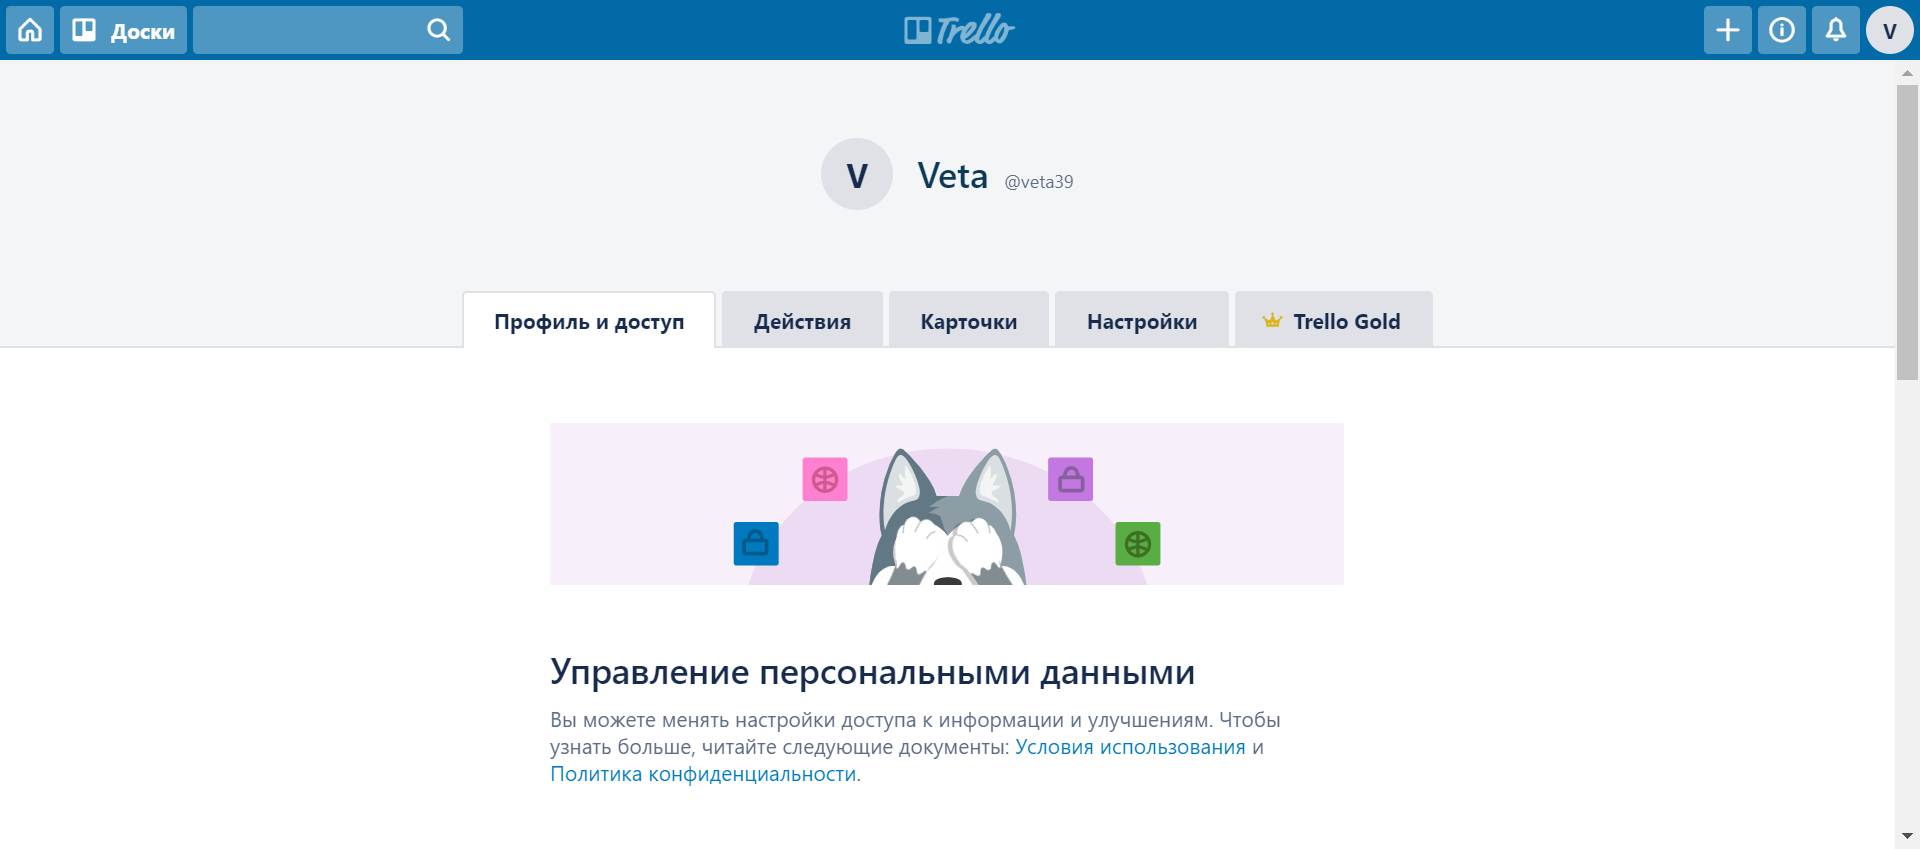 Доски
Trello
V
V
Veta @veta39
Профиль и доступ
Действия
Карточки
Настройки
Trello Gold
Управление персональными данными
Вы можете менять настройки доступа к информации и улучшениям. Чтобы
узнать больше, читайте следующие документы: Условия использования и
Политика конфиденциальности.